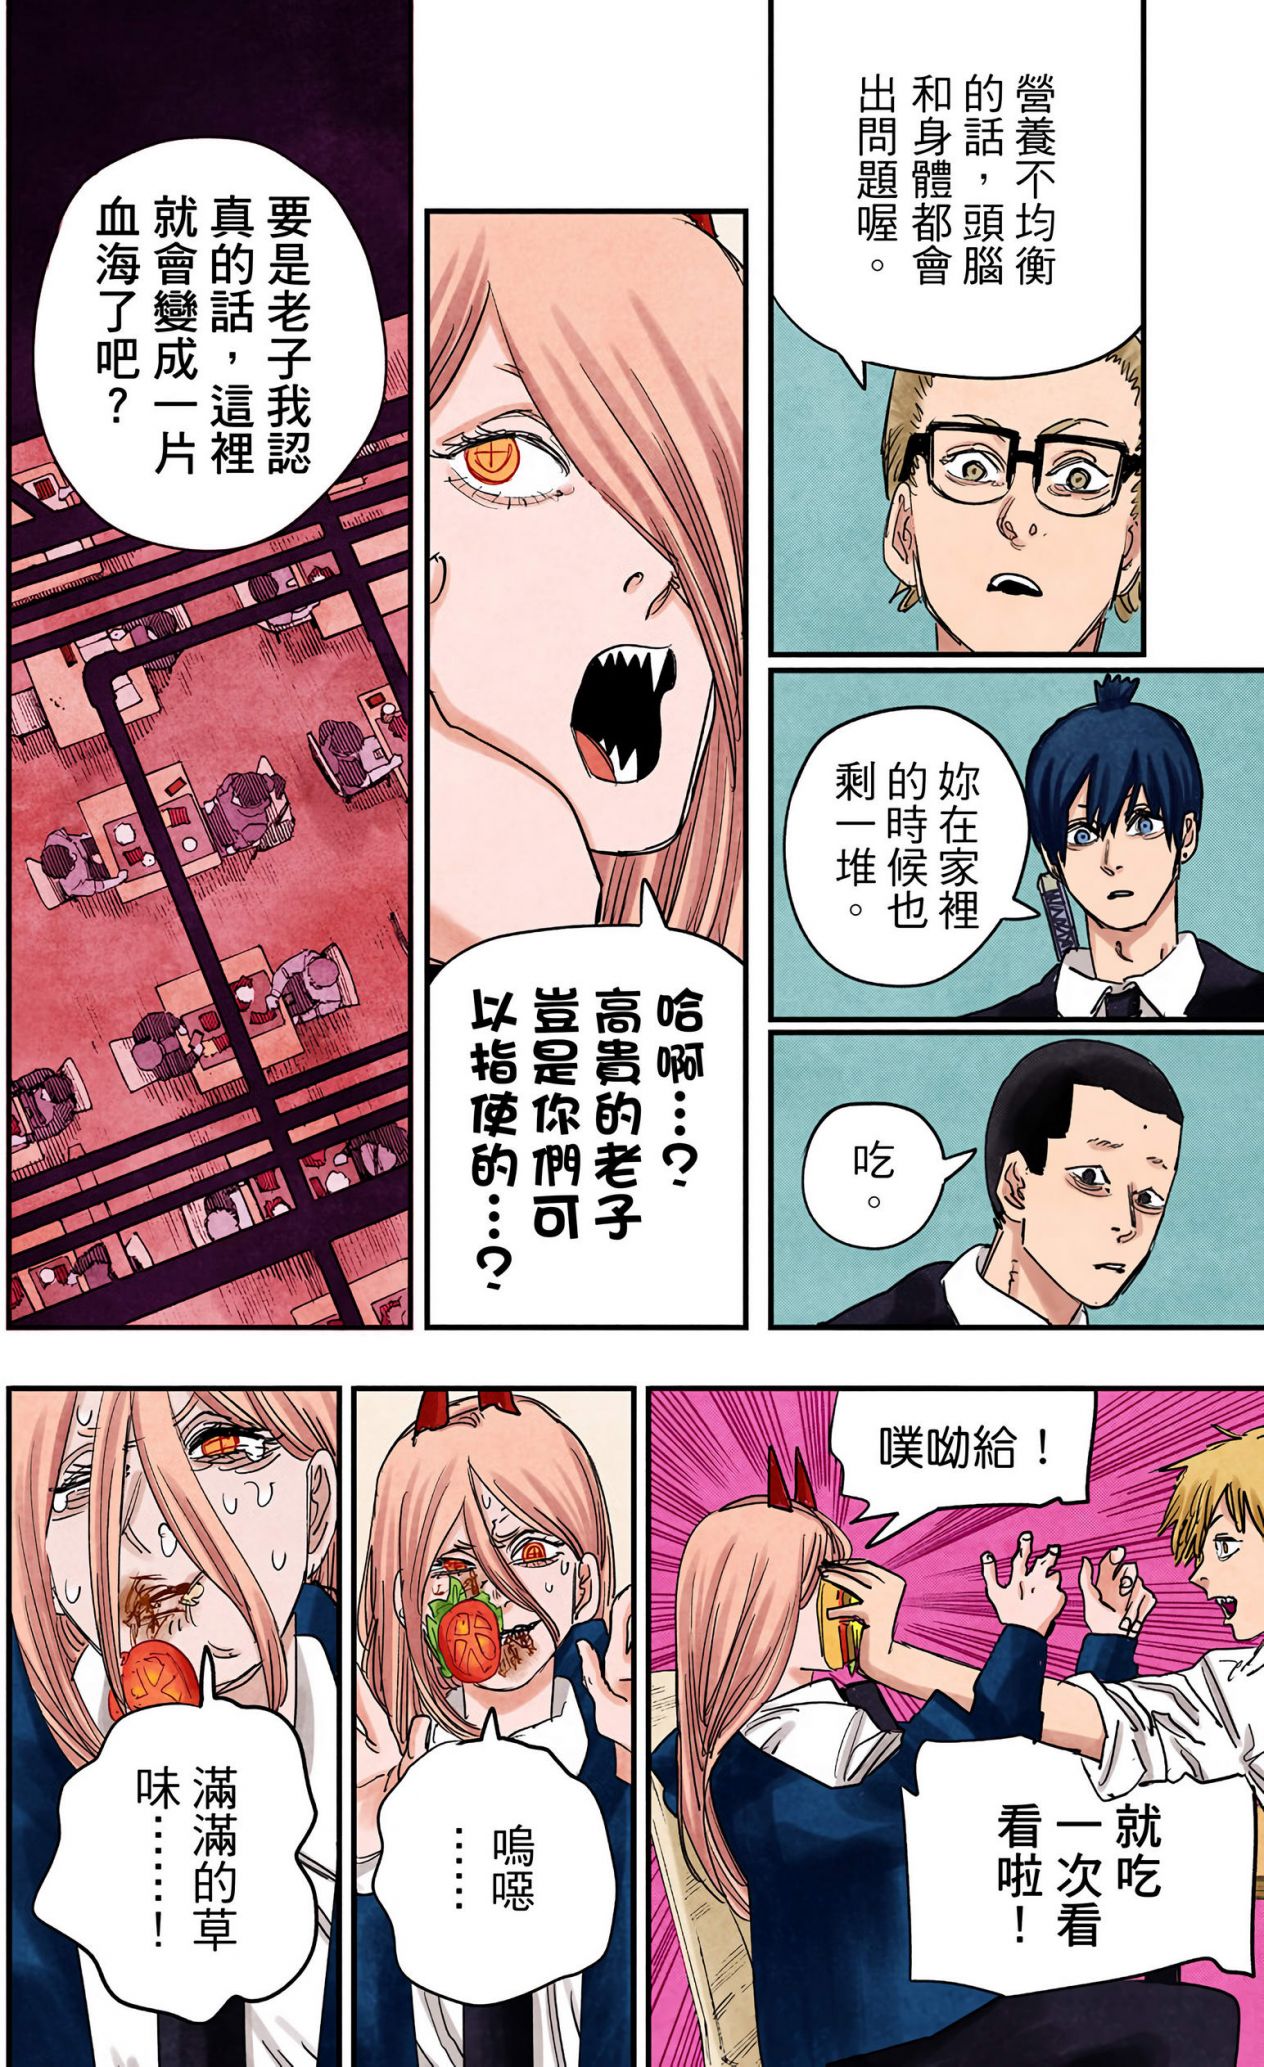 營養不均衡
的話，頭腦
和身體都會
出問題喔。
妳在家裡
的時候也
剩一堆。
吃。
哈啊…？
高貴的老子
豈是你們可
以指使的…？
要是老子我認
真的話，這裡
就會變成一片
血海了吧？
噗呦給！
就吃
一次看
看啦！
嗚噁
……
滿滿的草
味……！